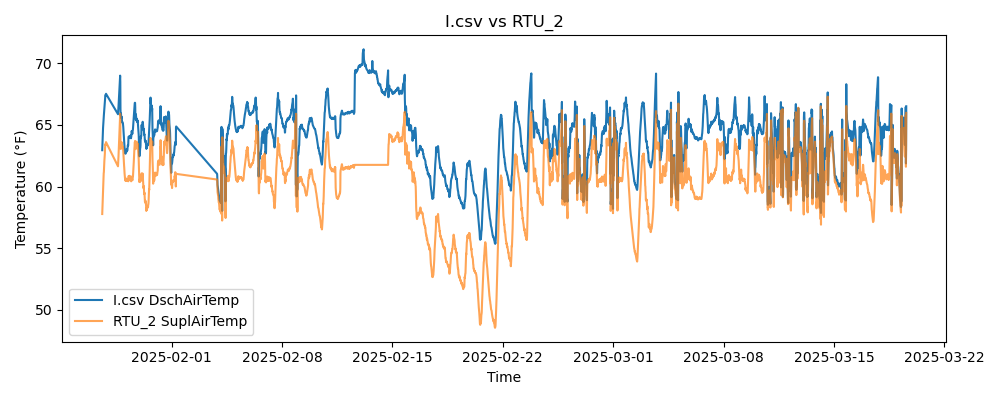 I.csv vs RTU_2
Temperature (°F)
70
65
60
55
50
I.csv DschAirTemp
RTU_2 SuplAirTemp
2025-02-01 2025-02-08 2025-02-15 2025-02-22 2025-03-01 2025-03-08 2025-03-15 2025-03-22
Time